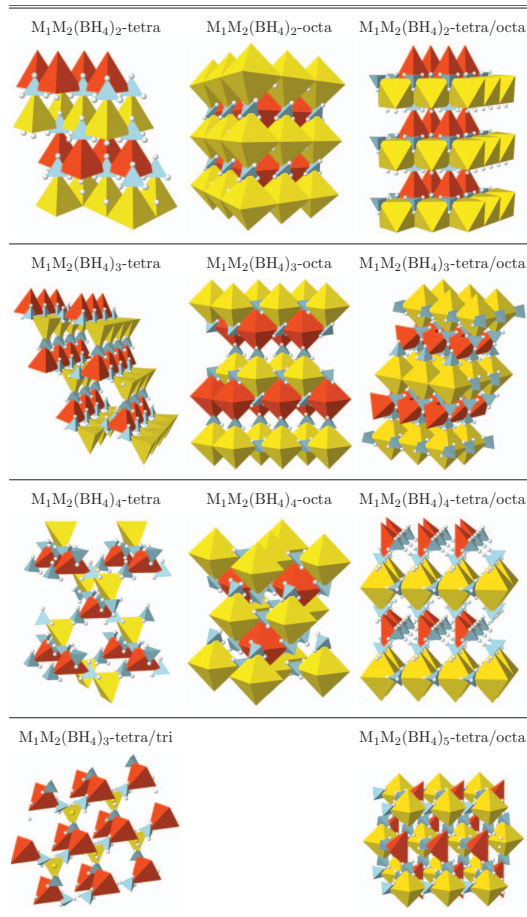 M₁M₂(BH₄)₂-tetra M₁M₂(BH₄)₂-octa M₁M₂(BH₄)₂-tetra/octa
M₁M₂(BH₄)₃-tetra M₁M₂(BH₄)₃-octa M₁M₂(BH₄)₃-tetra/octa
M₁M₂(BH₄)₄-tetra M₁M₂(BH₄)₄-octa M₁M₂(BH₄)₄-tetra/octa
M₁M₂(BH₄)₃-tetra/tri M₁M₂(BH₄)₅-tetra/octa